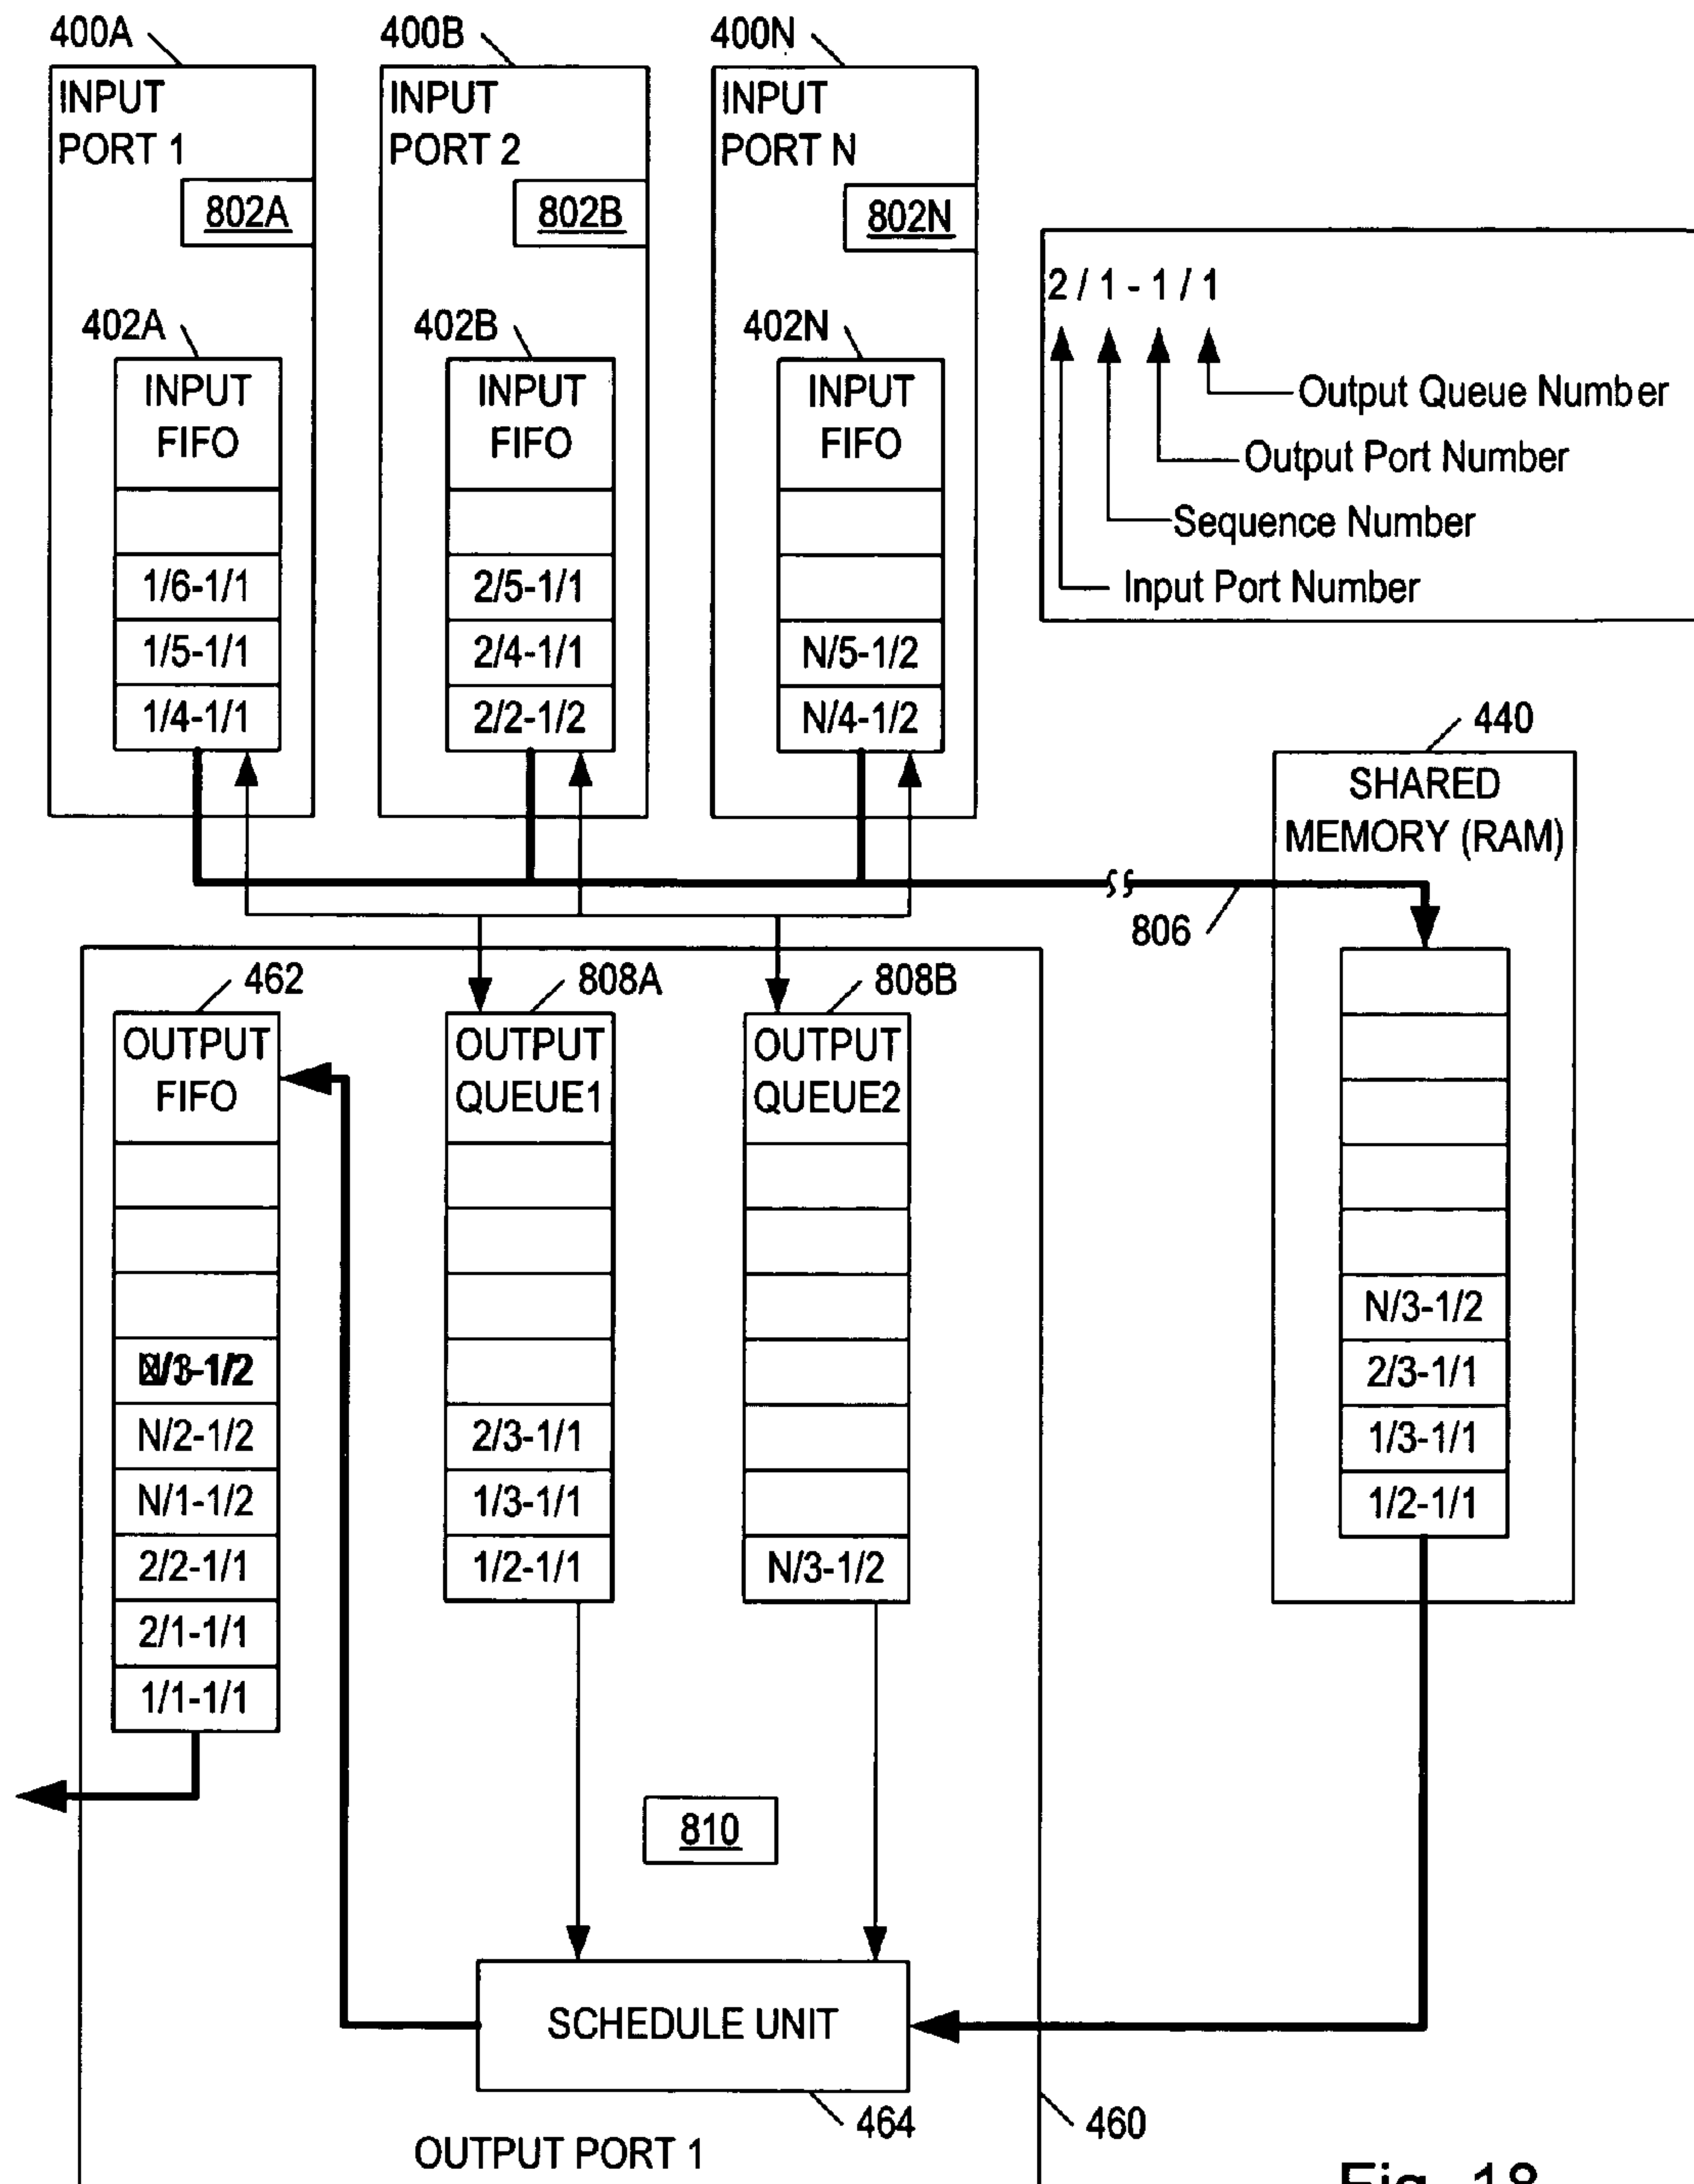 400A
400B
400N
INPUT
PORT 1
INPUT
PORT 2
INPUT
PORT N
802A
802B
802N
402A
402B
402N
INPUT
FIFO
1/6-1/1
1/5-1/1
1/4-1/1
INPUT
FIFO
2/5-1/1
2/4-1/1
2/2-1/2
INPUT
FIFO
N/5-1/2
N/4-1/2
2 / 1 - 1 / 1
Output Queue Number
Output Port Number
Sequence Number
Input Port Number
440
SHARED
MEMORY (RAM)
806
N/3-1/2
2/3-1/1
1/3-1/1
1/2-1/1
462
808A
808B
OUTPUT
FIFO
N/2-1/2
N/1-1/2
2/2-1/1
2/1-1/1
1/1-1/1
OUTPUT
QUEUE1
2/3-1/1
1/3-1/1
1/2-1/1
OUTPUT
QUEUE2
N/3-1/2
810
SCHEDULE UNIT
464
460
OUTPUT PORT 1
Fig. 18